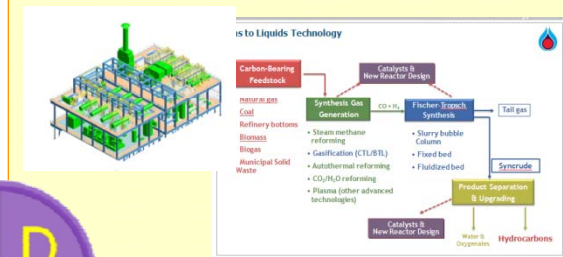 ns to Liquids Technology
Carbon-Bearing
Feedstock
Natural gas
Coal
Refinery bottoms
Biomass
Biogas
Municipal Solid
Waste
Catalysts &
New Reactor Design
Synthesis Gas
Generation
• Steam methane
reforming
• Gasification (CTL/BTL)
• Autothermal reforming
• CO₂/H₂O reforming
• Plasma (other advanced
technologies)
CO + H₂
Fischer-Tropsch
Synthesis
• Slurry bubble
Column
• Fixed bed
• Fluidized bed
Tail gas
Syncrude
Product Separation
& Upgrading
Catalysts &
New Reactor Design
Water &
Oxygenates
Hydrocarbons
D